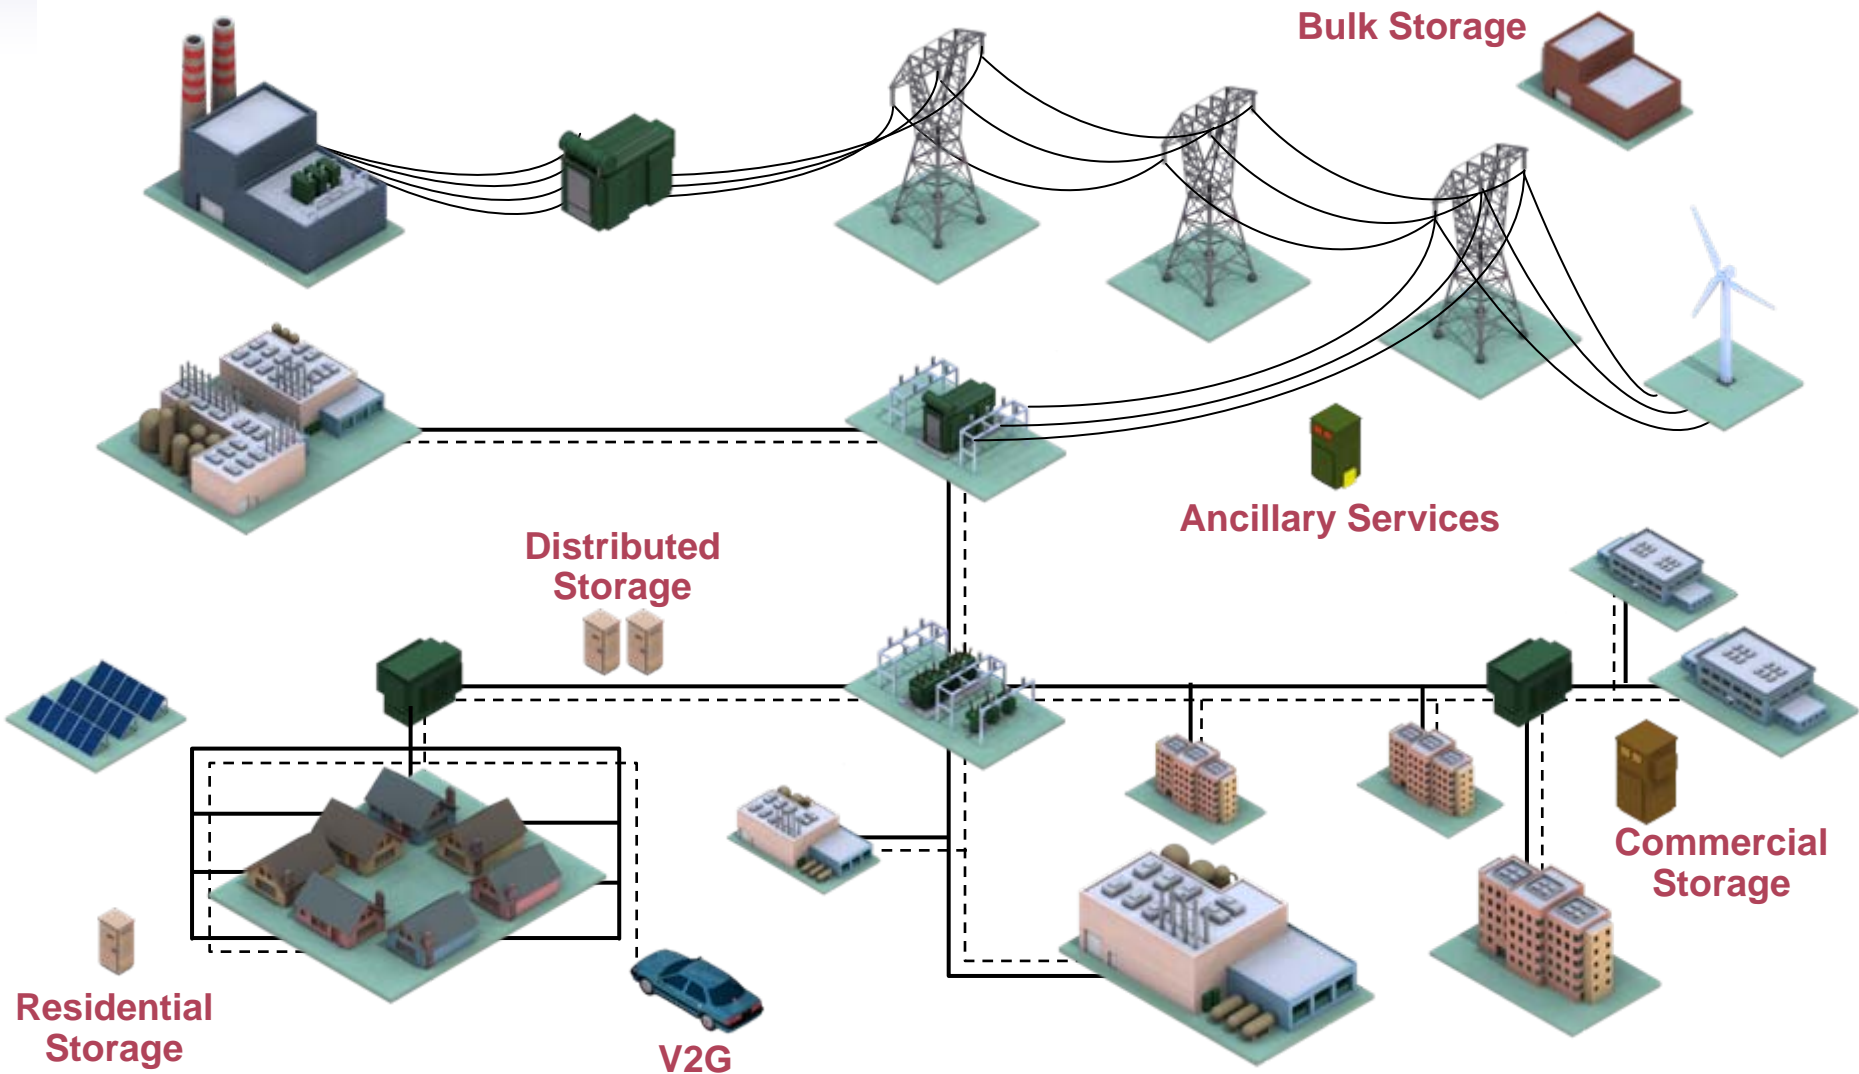 Bulk Storage
Ancillary Services
Distributed
Storage
Commercial
Storage
Residential
Storage
V2G